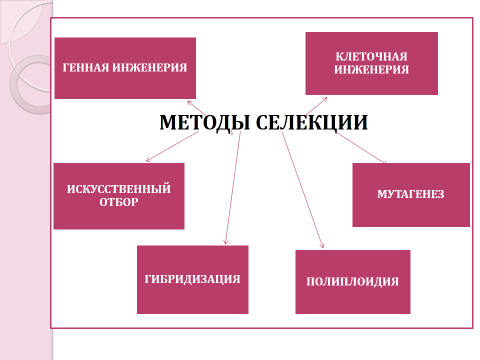 ГЕННАЯ ИНЖЕНЕРИЯ
КЛЕТОЧНАЯ
ИНЖЕНЕРИЯ
МЕТОДЫ СЕЛЕКЦИИ
ИСКУССТВЕННЫЙ
ОТБОР
МУТАГЕНЕЗ
ГИБРИДИЗАЦИЯ
ПОЛИПЛОИДИЯ